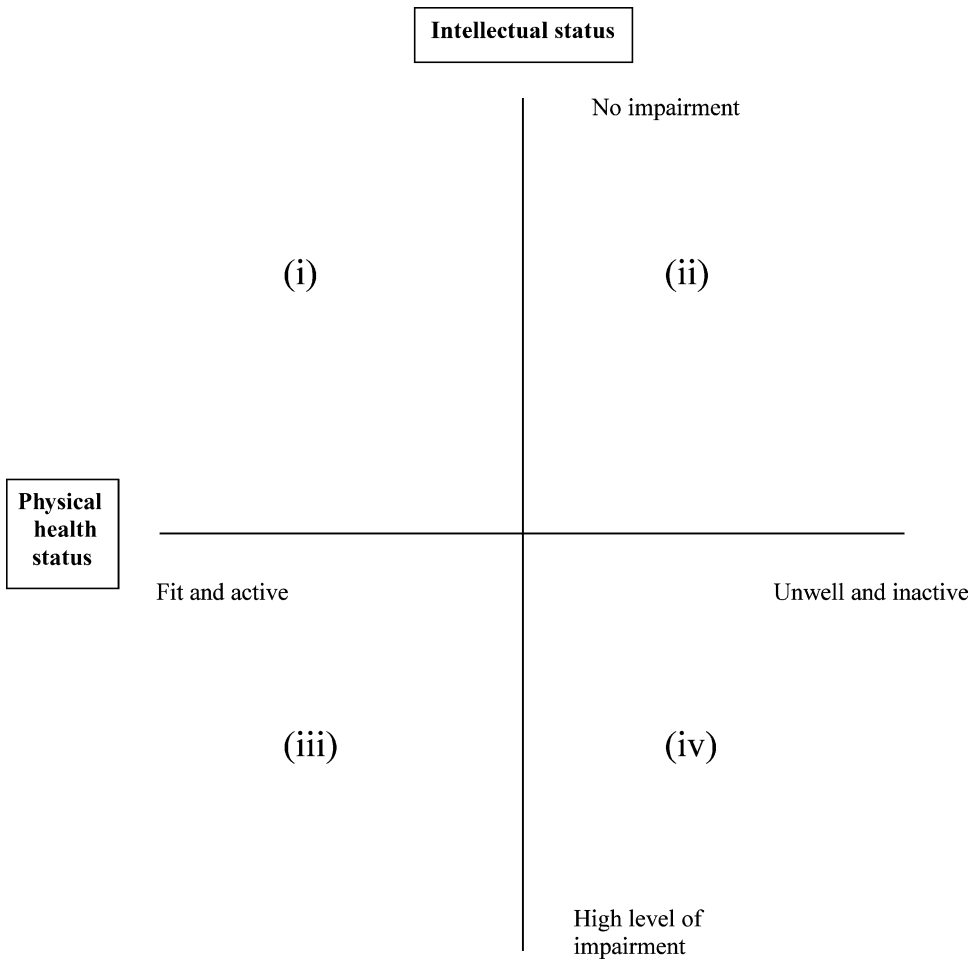 Intellectual status
No impairment
(i)
(ii)
Physical
health
status
Fit and active
Unwell and inactive
(iii)
(iv)
High level of
impairment